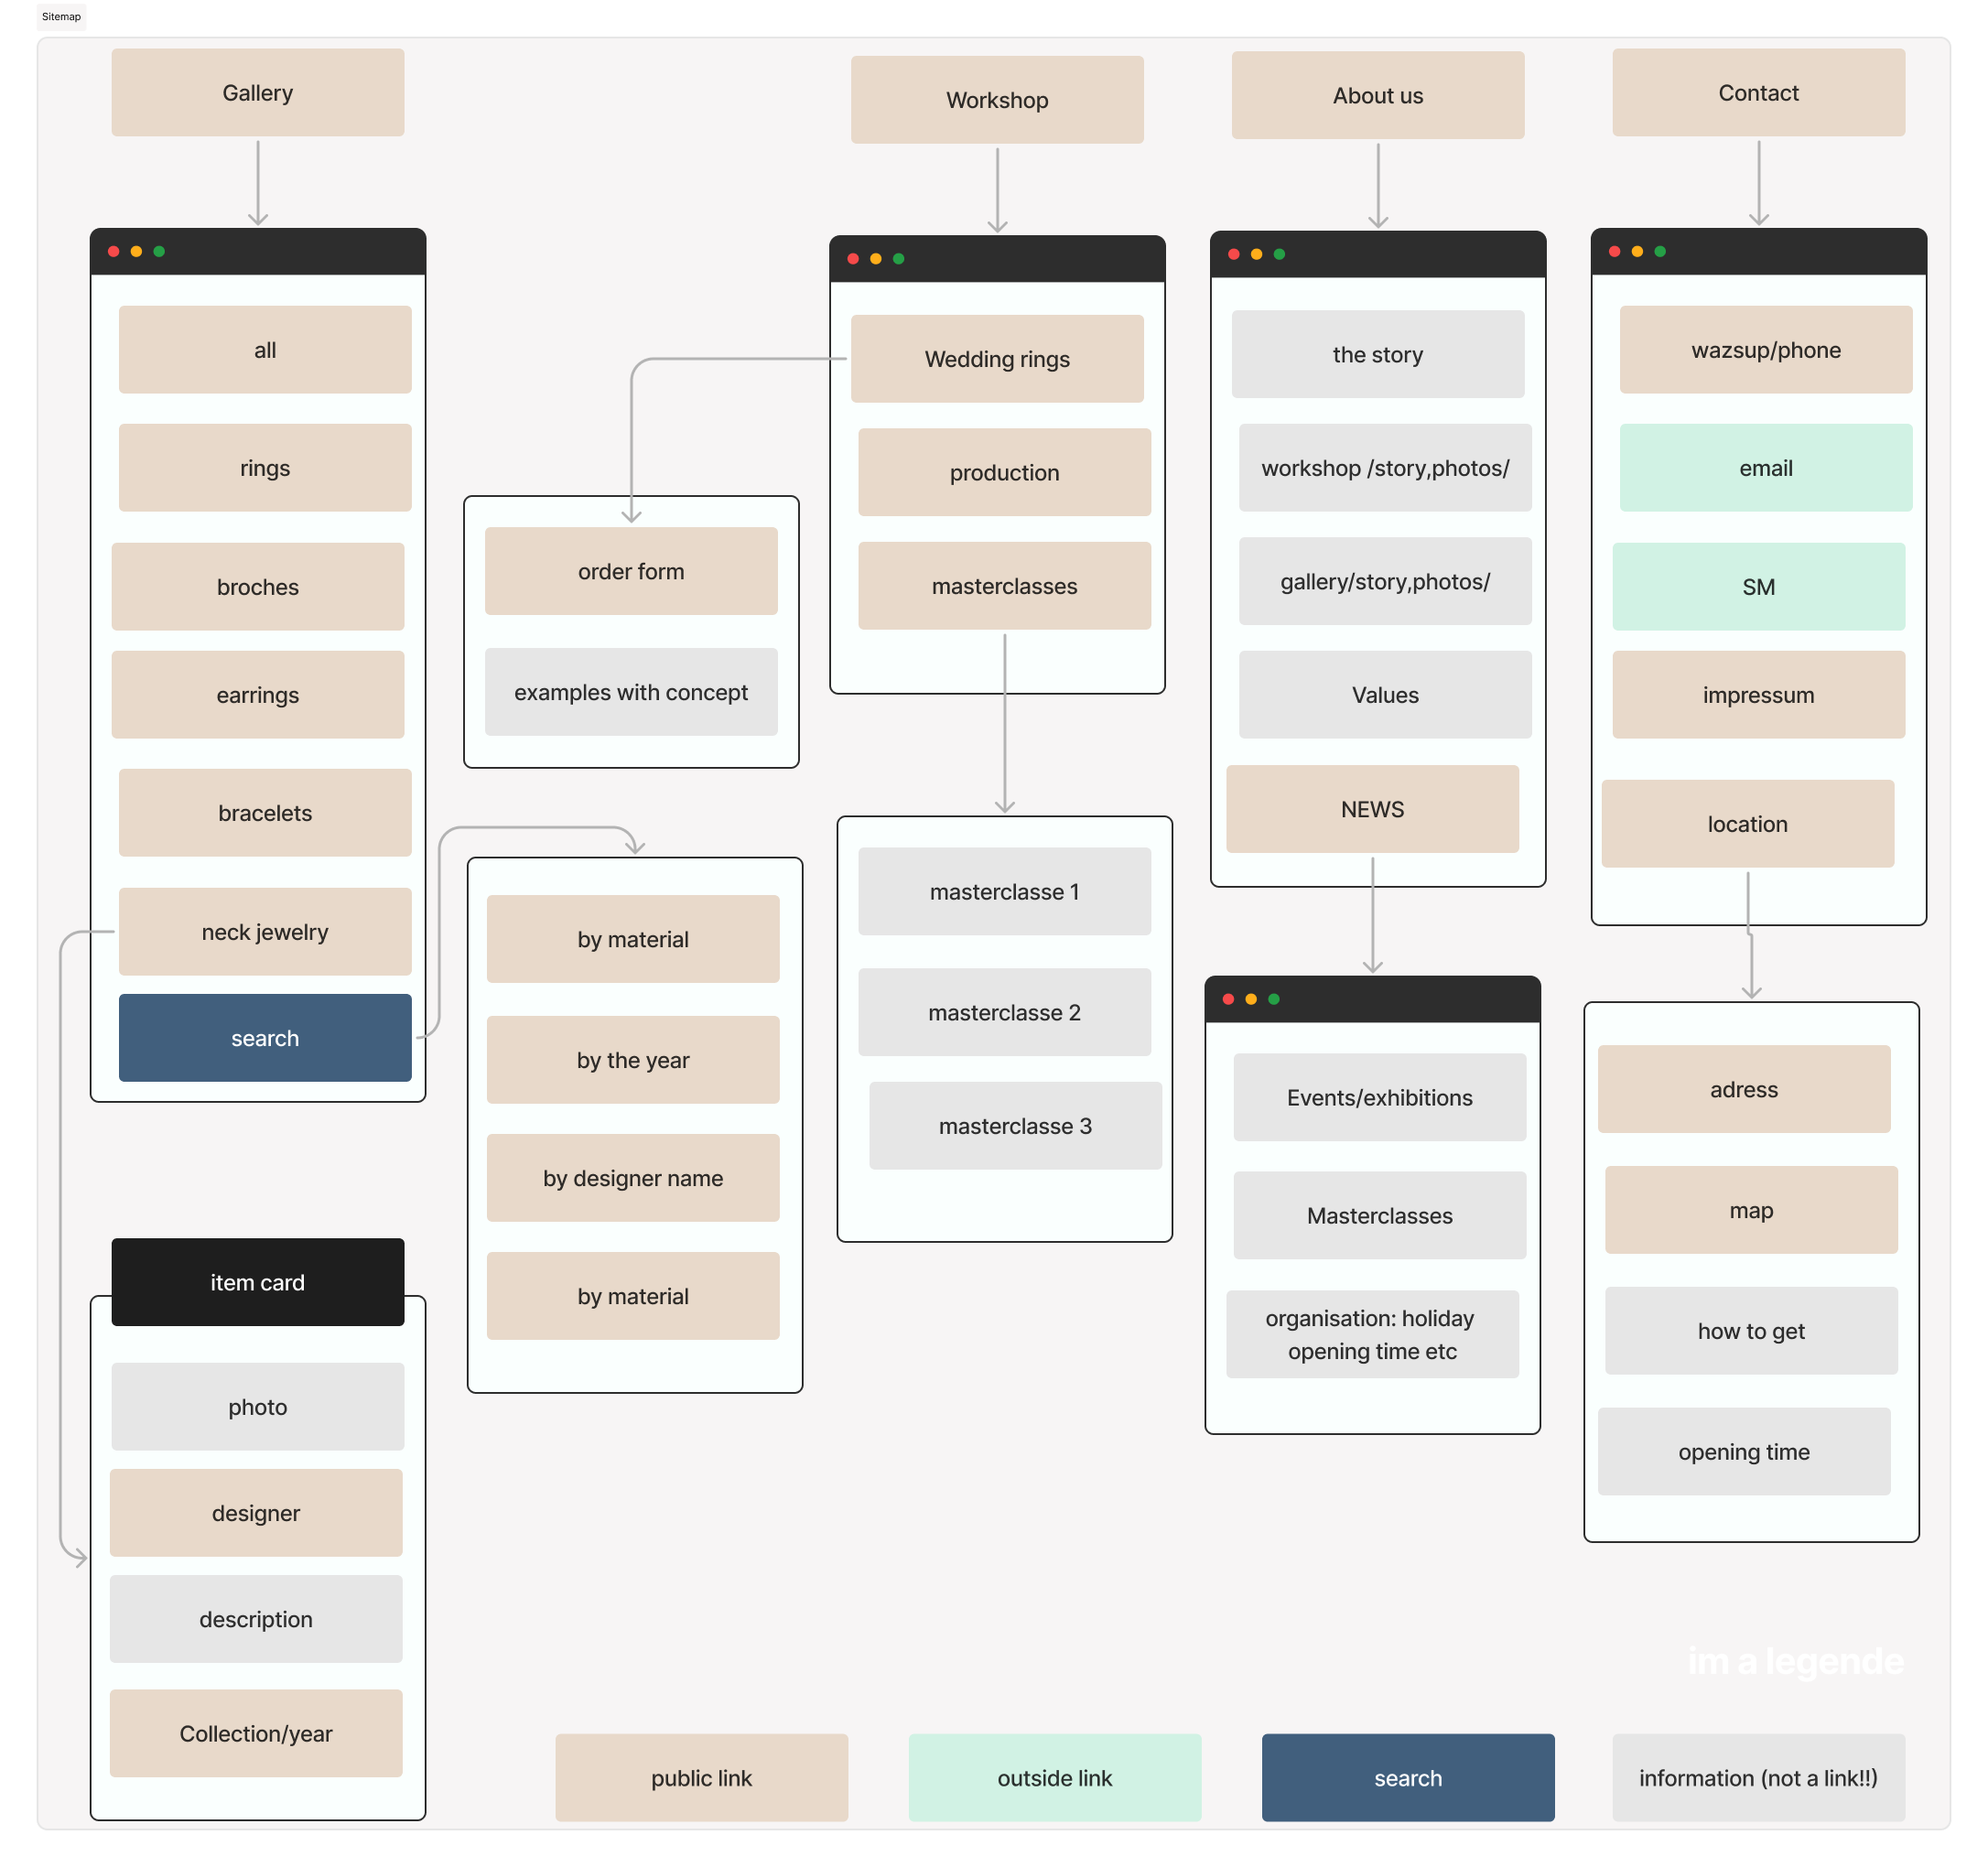 Sitemap
Gallery
Workshop
About us
Contact
all
rings
broches
earrings
bracelets
neck jewelry
search
order form
examples with concept
Wedding rings
production
masterclasses
the story
workshop /story,photos/
gallery/story,photos/
Values
NEWS
wazsup/phone
email
SM
impressum
location
by material
by the year
by designer name
by material
masterclasse 1
masterclasse 2
masterclasse 3
Events/exhibitions
Masterclasses
organisation: holiday
opening time etc
adress
map
how to get
opening time
item card
photo
designer
description
Collection/year
im a legende
public link
outside link
search
information (not a link!!)